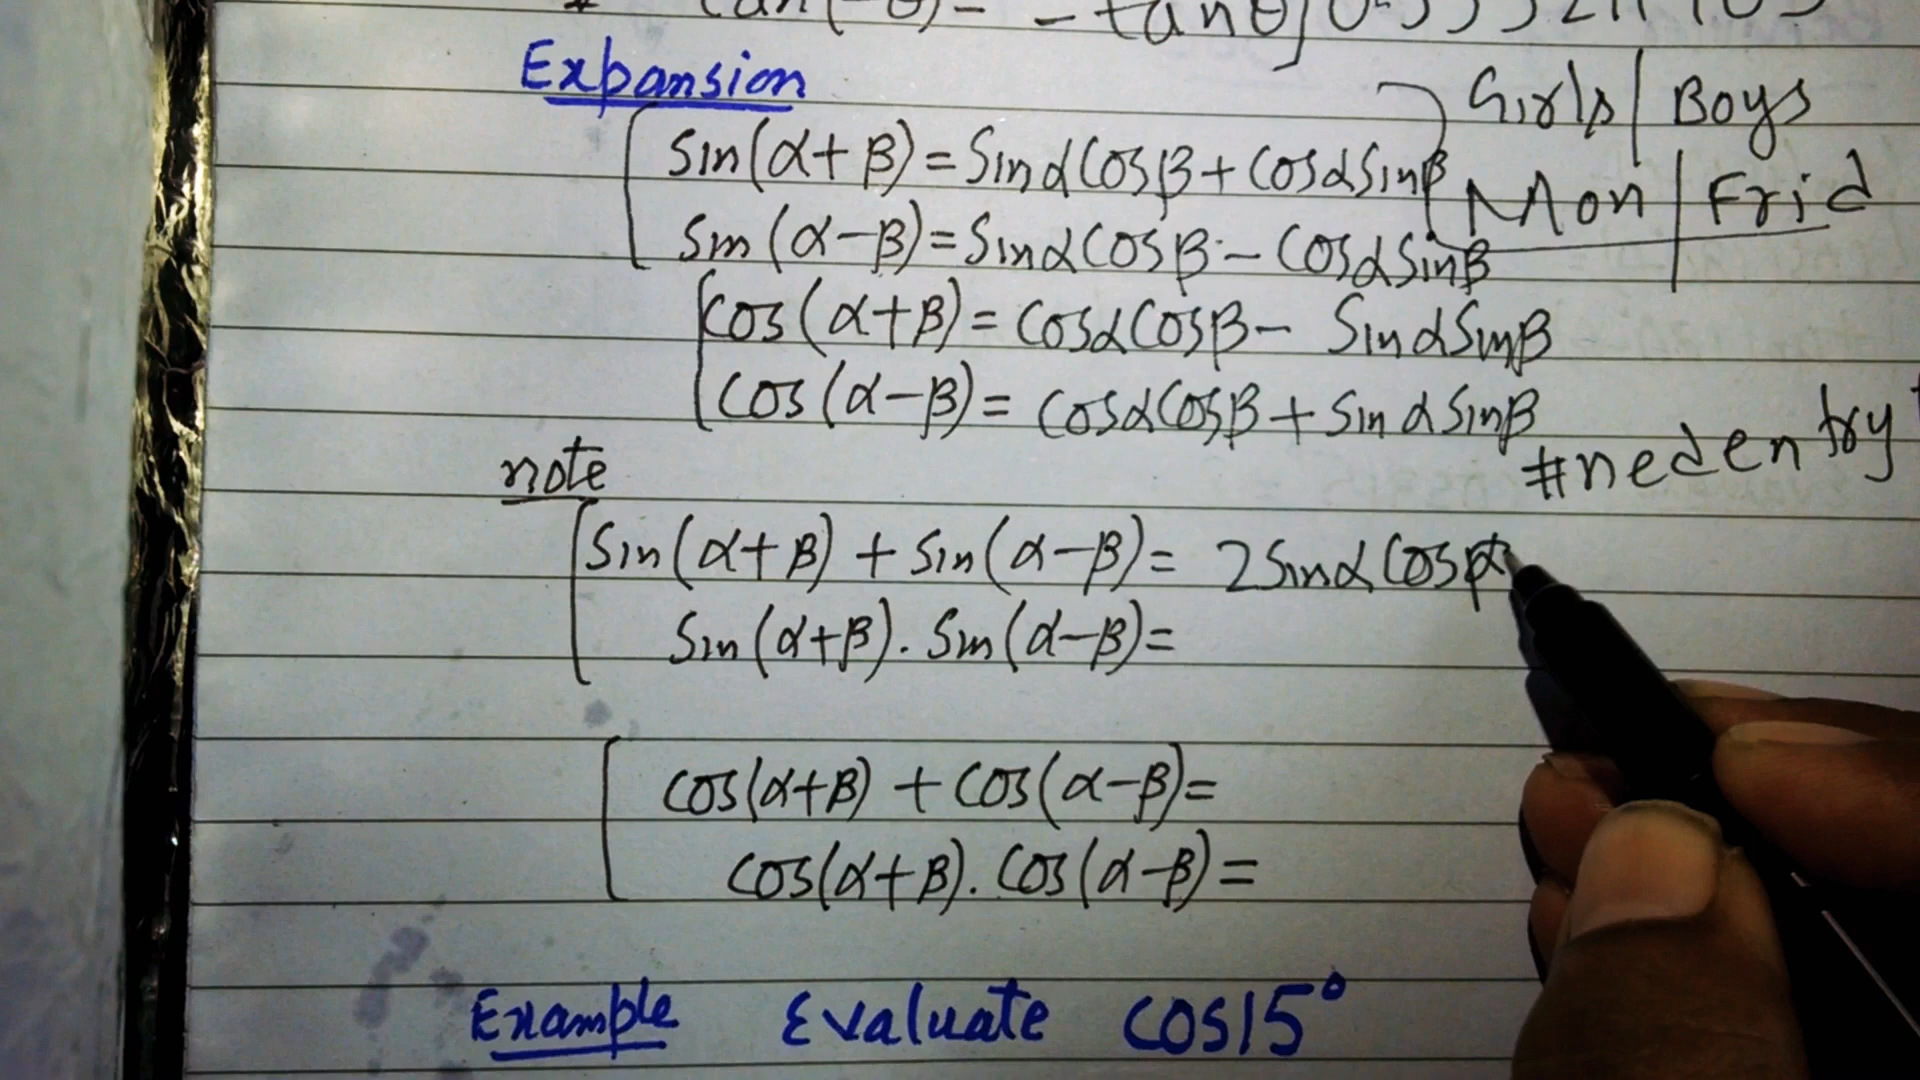 tan(-θ) = -tanθ
Expansion
Girls | Boys
Sin(α+β) = Sinα Cosβ + Cosα Sinβ
Mon | Frid
Sin(α-β) = Sinα Cosβ - Cosα Sinβ
Cos(α+β) = Cosα Cosβ - Sinα Sinβ
Cos(α-β) = Cosα Cosβ + Sinα Sinβ
#nedentry
note
Sin(α+β) + Sin(α-β) = 2Sinα Cosβ
Sin(α+β) . Sin(α-β) =
Cos(α+β) + Cos(α-β) =
Cos(α+β) . Cos(α-β) =
Example Evaluate COS15°